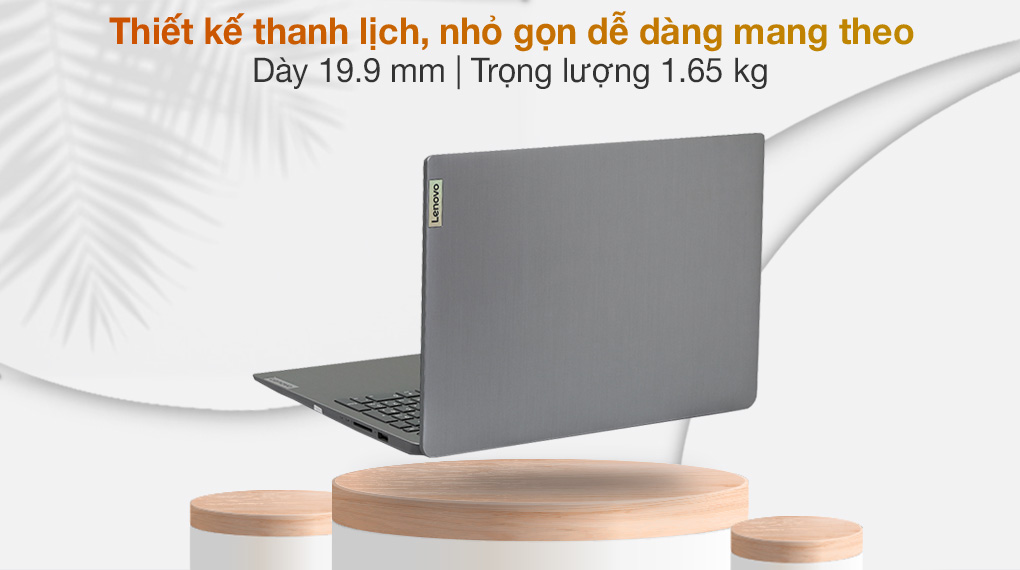 Thiết kế thanh lịch, nhỏ gọn dễ dàng mang theo
Dày 19.9 mm | Trọng lượng 1.65 kg
Lenovo